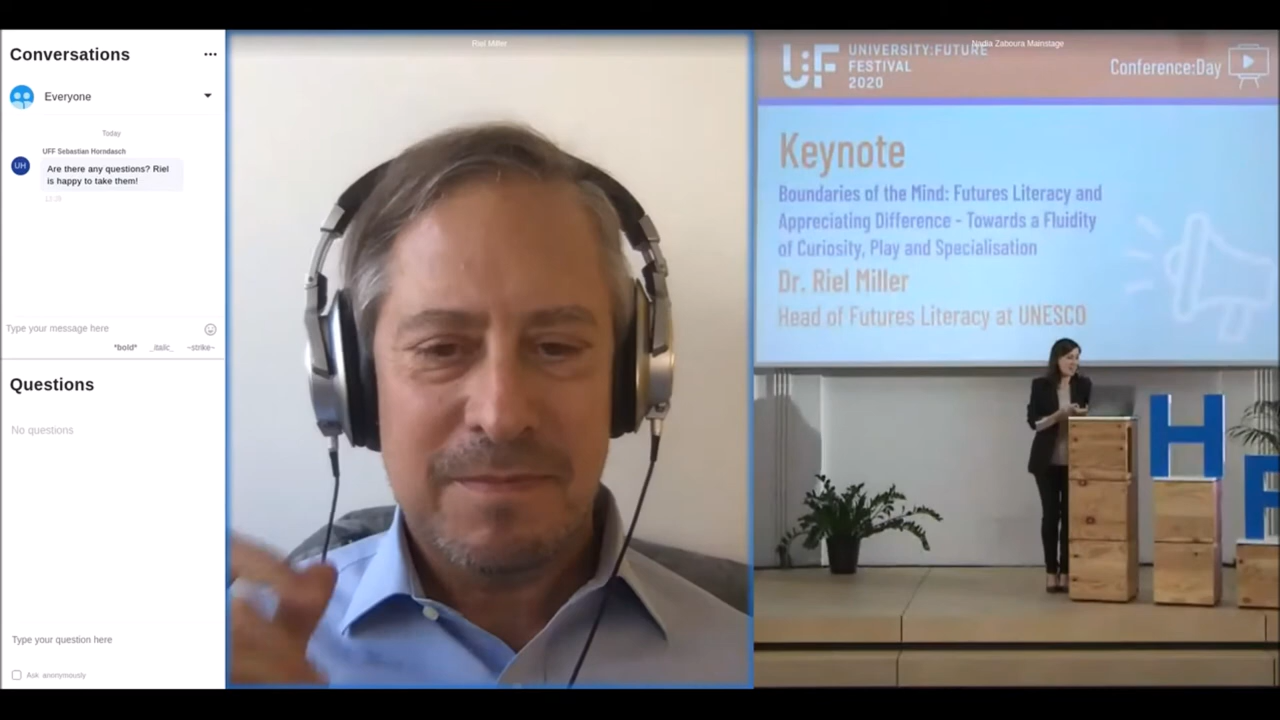 Conversations
Everyone
Today
UFF Sebastian Horndasch
UH
Are there any questions? Riel
is happy to take them!
Type your message here
*bold* _italic_ ~strike~
Questions
No questions
Type your question here
Ask anonymously
Riel Miller
Nadia Zaboura Mainstage
U:F
UNIVERSITY:FUTURE
FESTIVAL
2020
Conference:Day
Keynote
Boundaries of the Mind: Futures Literacy and
Appreciating Difference - Towards a Fluidity
of Curiosity, Play and Specialisation
Dr. Riel Miller
Head of Futures Literacy at UNESCO
H
F